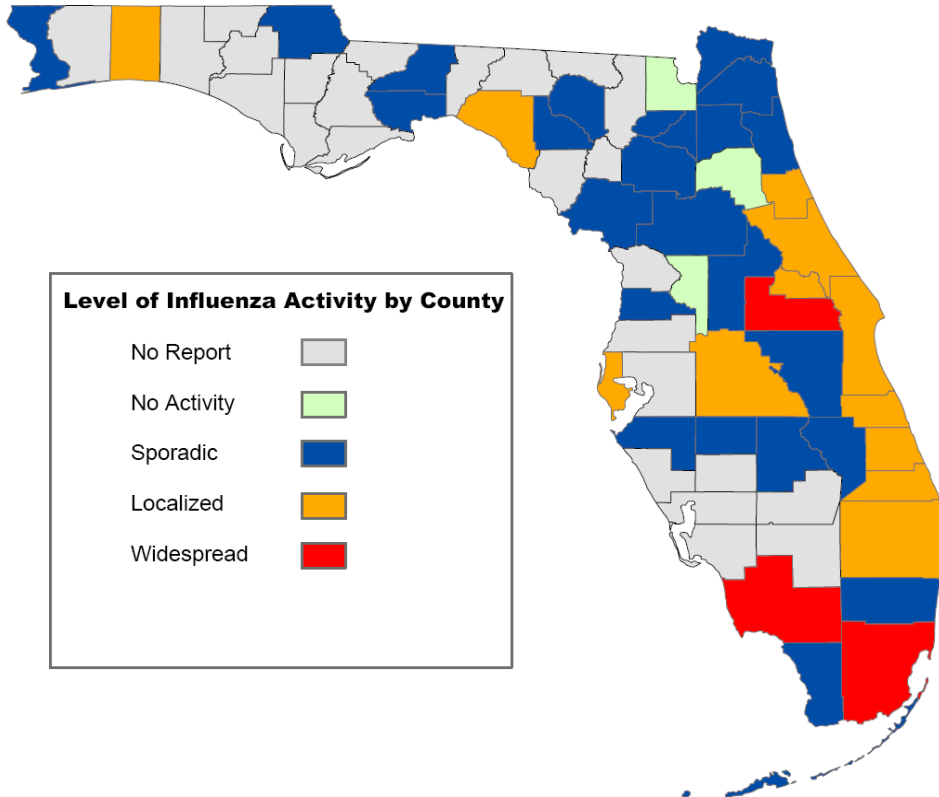 Level of Influenza Activity by County
No Report
No Activity
Sporadic
Localized
Widespread